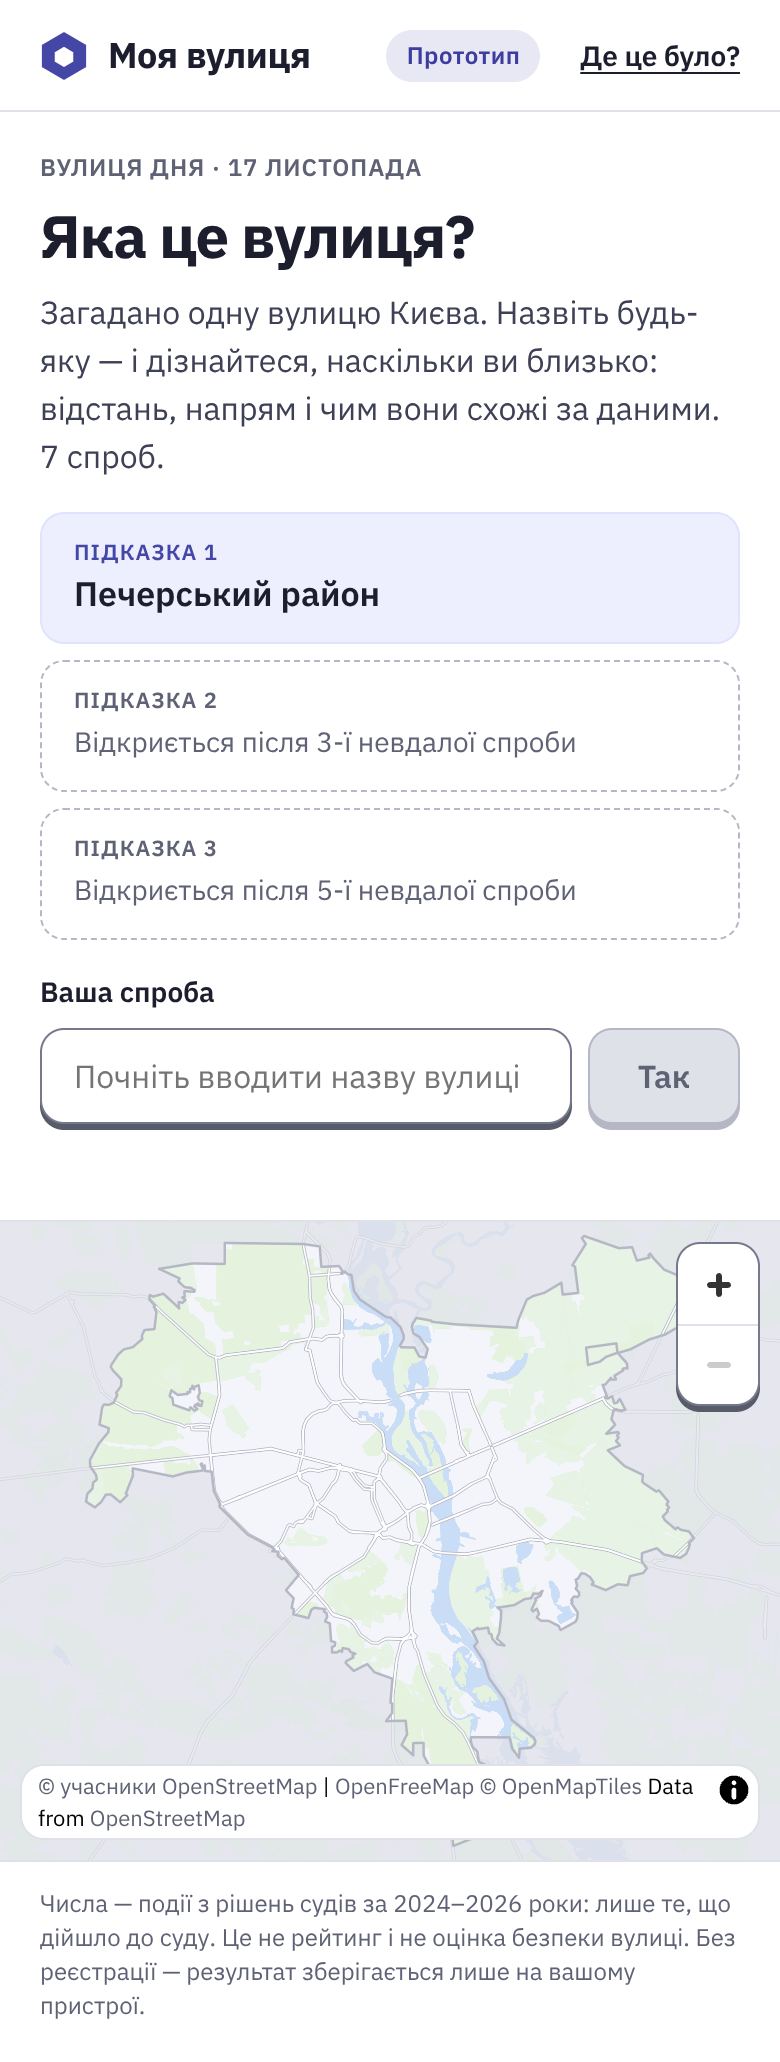 Моя вулиця
Прототип
Де це було?
ВУЛИЦЯ ДНЯ · 17 ЛИСТОПАДА
Яка це вулиця?
Загадано одну вулицю Києва. Назвіть будь-
яку — і дізнайтеся, наскільки ви близько:
відстань, напрям і чим вони схожі за даними.
7 спроб.
ПІДКАЗКА 1
Печерський район
ПІДКАЗКА 2
Відкриється після 3-ї невдалої спроби
ПІДКАЗКА 3
Відкриється після 5-ї невдалої спроби
Ваша спроба
Почніть вводити назву вулиці
Так
© учасники OpenStreetMap | OpenFreeMap © OpenMapTiles Data
from OpenStreetMap
Числа — події з рішень судів за 2024–2026 роки: лише те, що
дійшло до суду. Це не рейтинг і не оцінка безпеки вулиці. Без
реєстрації — результат зберігається лише на вашому
пристрої.